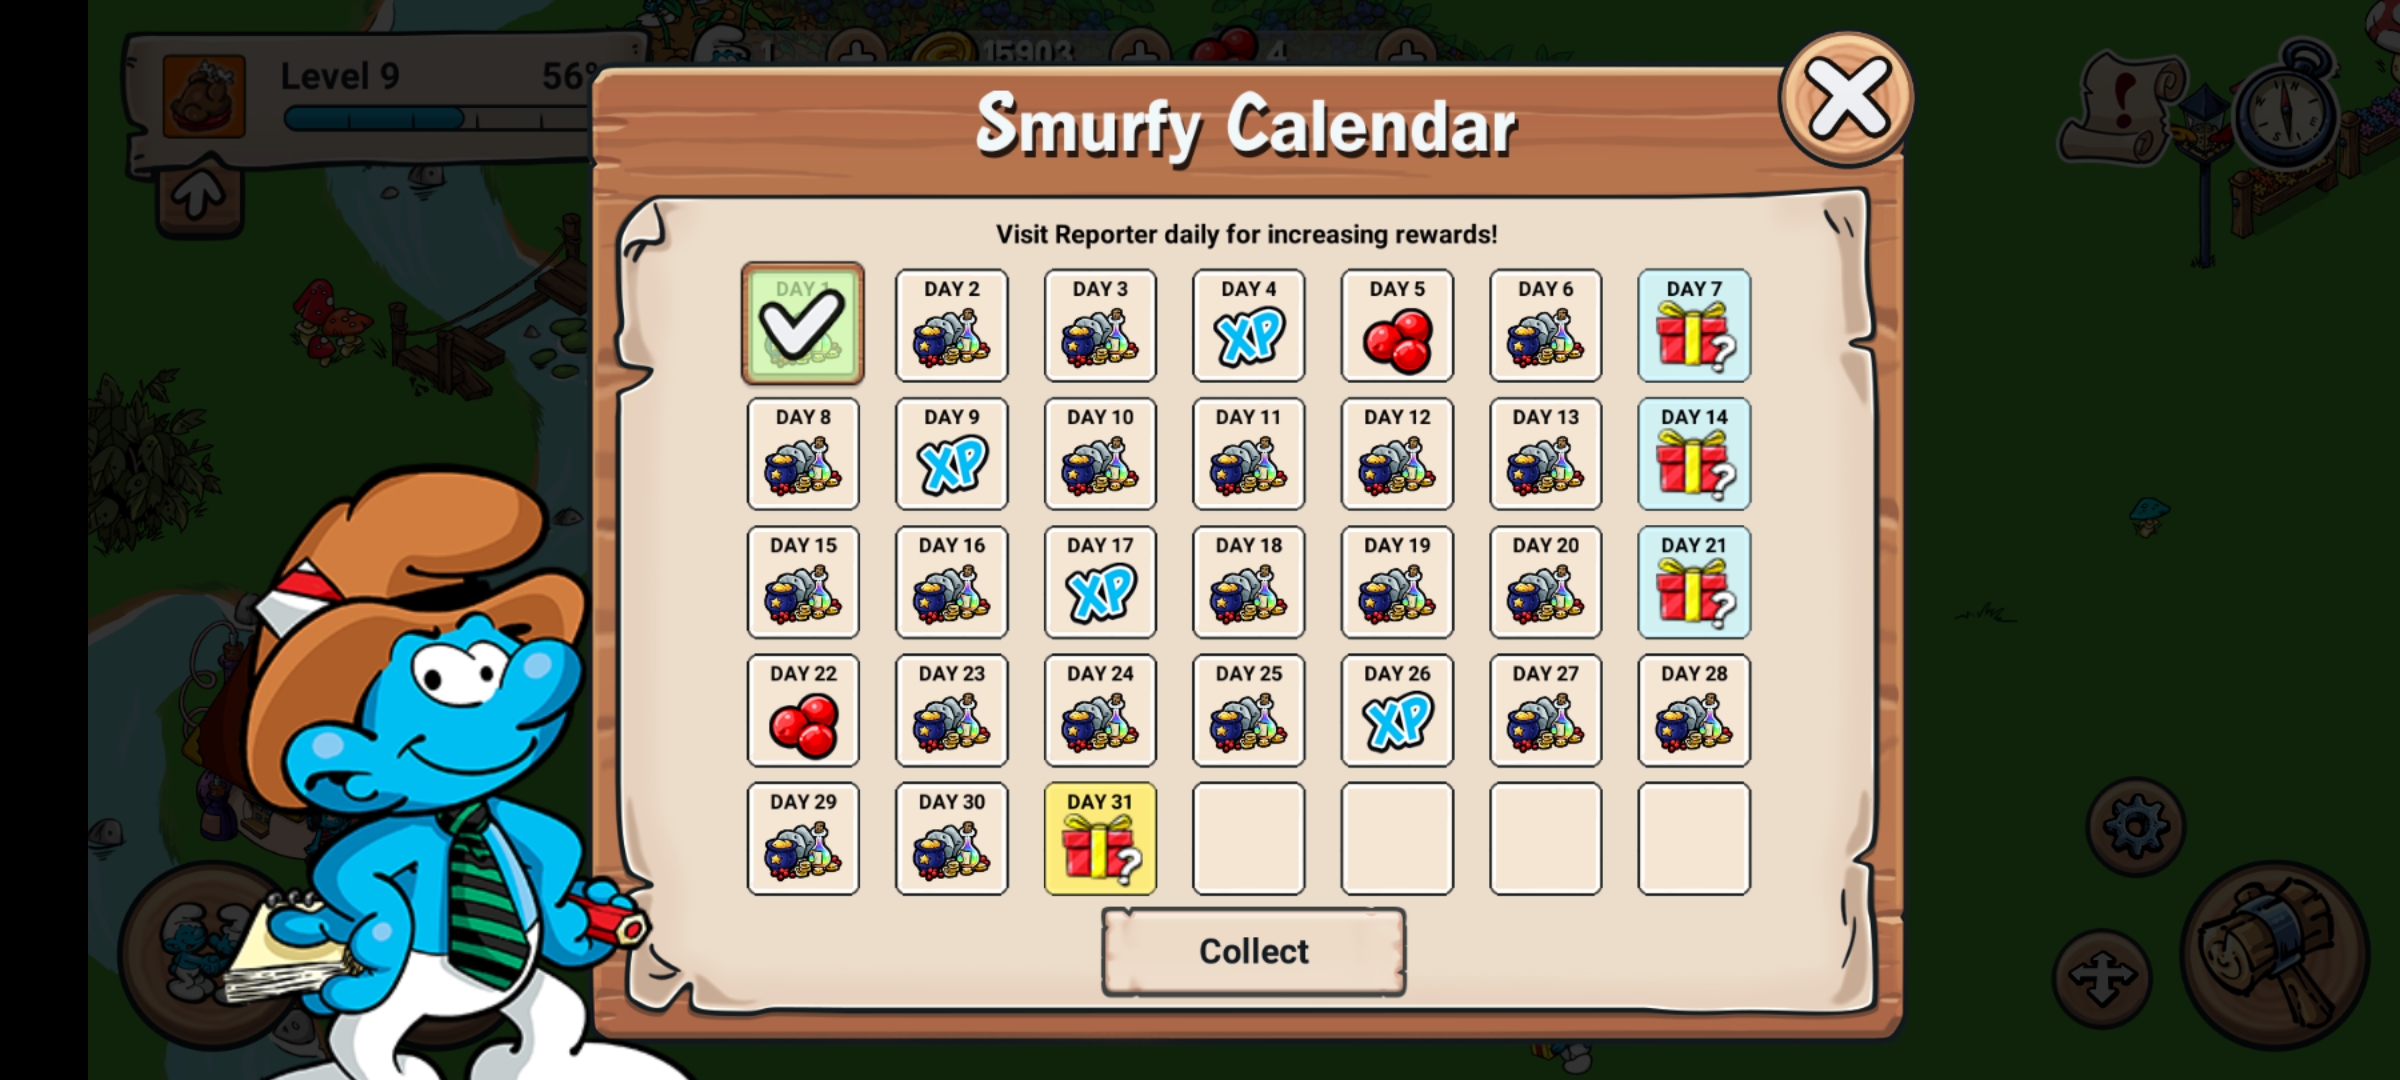 Level 9
56%
1
15903
4
Smurfy Calendar
Visit Reporter daily for increasing rewards!
DAY 1
DAY 2
DAY 3
DAY 4
XP
DAY 5
DAY 6
DAY 7
?
DAY 8
DAY 9
XP
DAY 10
DAY 11
DAY 12
DAY 13
DAY 14
?
DAY 15
DAY 16
DAY 17
XP
DAY 18
DAY 19
DAY 20
DAY 21
?
DAY 22
DAY 23
DAY 24
DAY 25
DAY 26
XP
DAY 27
DAY 28
DAY 29
DAY 30
DAY 31
?
Collect